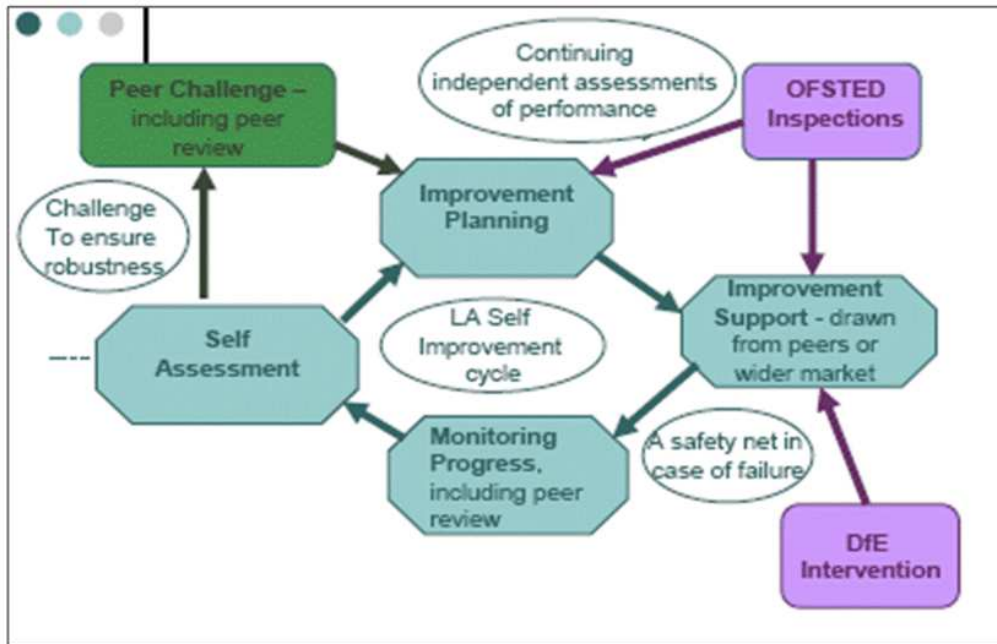 Peer Challenge –
including peer
review
Continuing
independent assessments
of performance
OFSTED
Inspections
Challenge
To ensure
robustness
Improvement
Planning
Self
Assessment
LA Self
Improvement
cycle
Improvement
Support - drawn
from peers or
wider market
Monitoring
Progress,
including peer
review
A safety net in
case of failure
DfE
Intervention